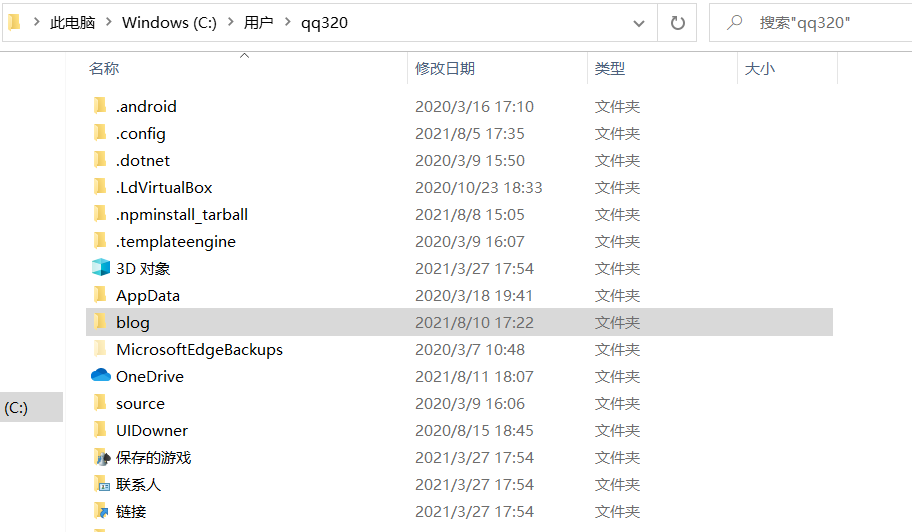 此电脑 > Windows (C:) > 用户 > qq320 搜索"qq320"
名称 修改日期 类型 大小
.android 2020/3/16 17:10 文件夹
.config 2021/8/5 17:35 文件夹
.dotnet 2020/3/9 15:50 文件夹
.LdVirtualBox 2020/10/23 18:33 文件夹
.npminstall_tarball 2021/8/8 15:05 文件夹
.templateengine 2020/3/9 16:07 文件夹
3D 对象 2021/3/27 17:54 文件夹
AppData 2020/3/18 19:41 文件夹
blog 2021/8/10 17:22 文件夹
MicrosoftEdgeBackups 2020/3/7 10:48 文件夹
OneDrive 2021/8/11 18:07 文件夹
(C:) source 2020/3/9 16:06 文件夹
UIDowner 2020/8/15 18:45 文件夹
保存的游戏 2021/3/27 17:54 文件夹
联系人 2021/3/27 17:54 文件夹
链接 2021/3/27 17:54 文件夹